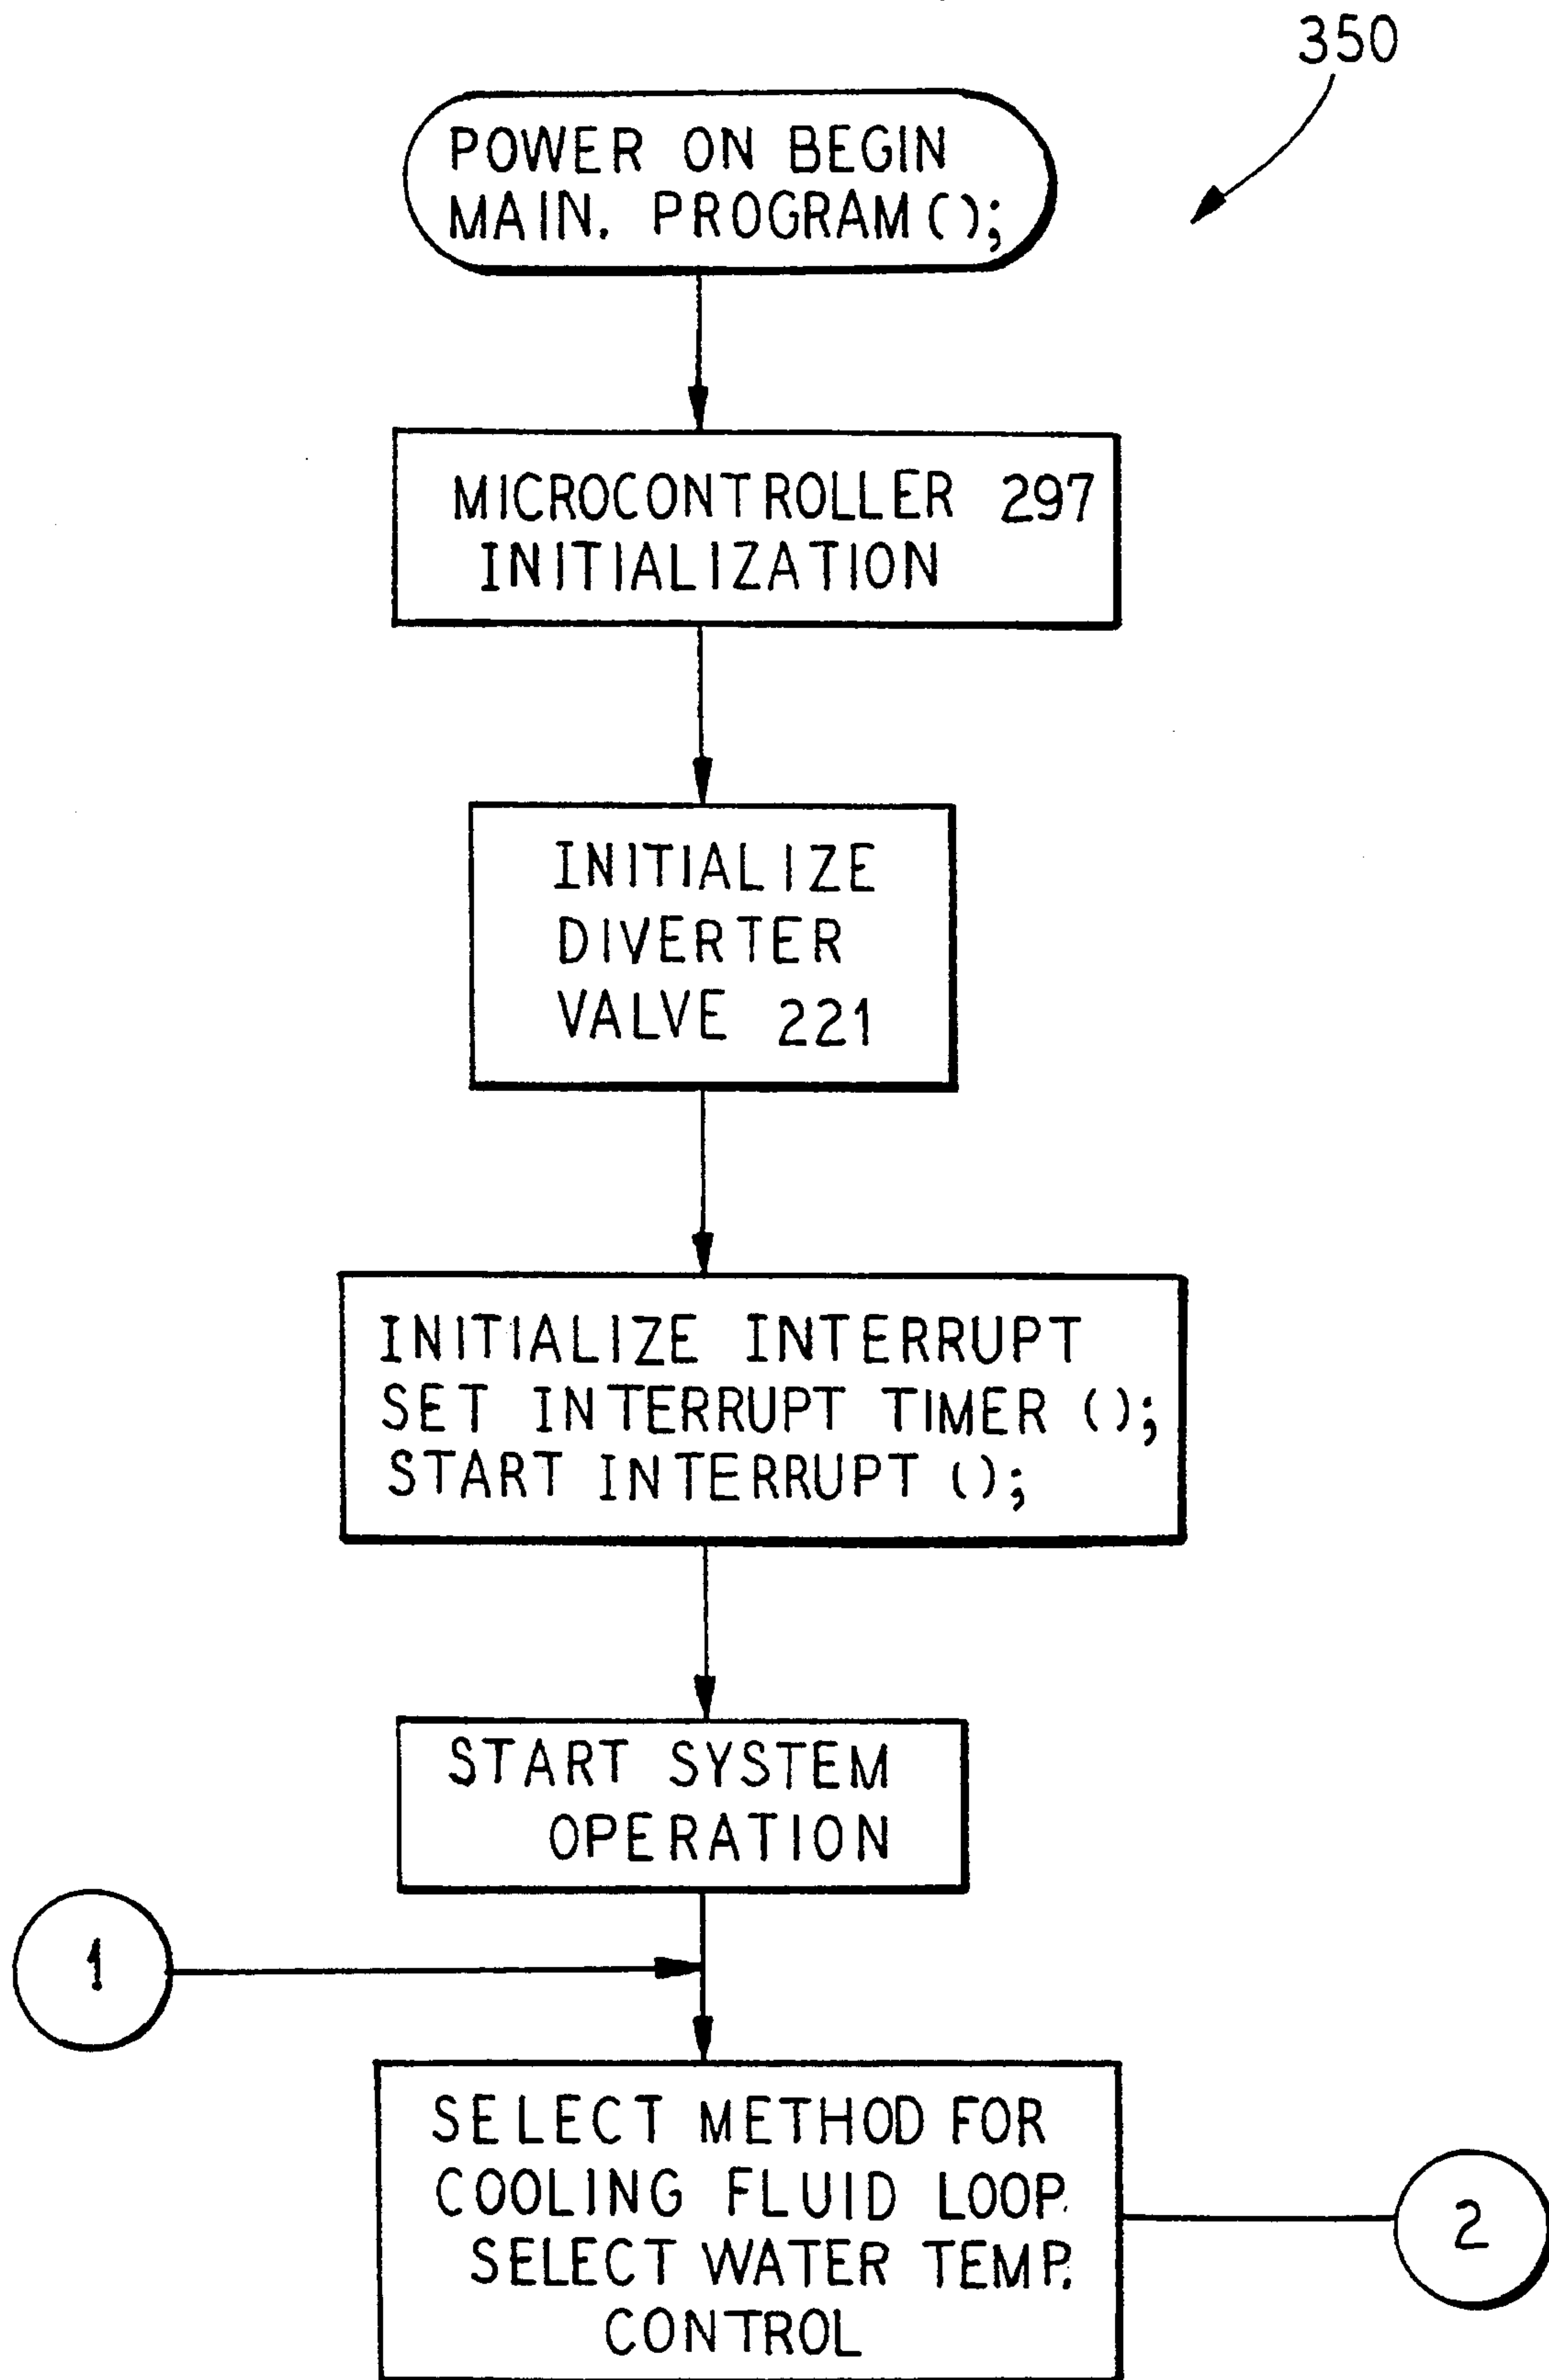 350
POWER ON BEGIN
MAIN. PROGRAM();
MICROCONTROLLER 297
INITIALIZATION
INITIALIZE
DIVERTER
VALVE 221
INITIALIZE INTERRUPT
SET INTERRUPT TIMER ();
START INTERRUPT ();
START SYSTEM
OPERATION
1
SELECT METHOD FOR
COOLING FLUID LOOP.
SELECT WATER TEMP.
CONTROL
2